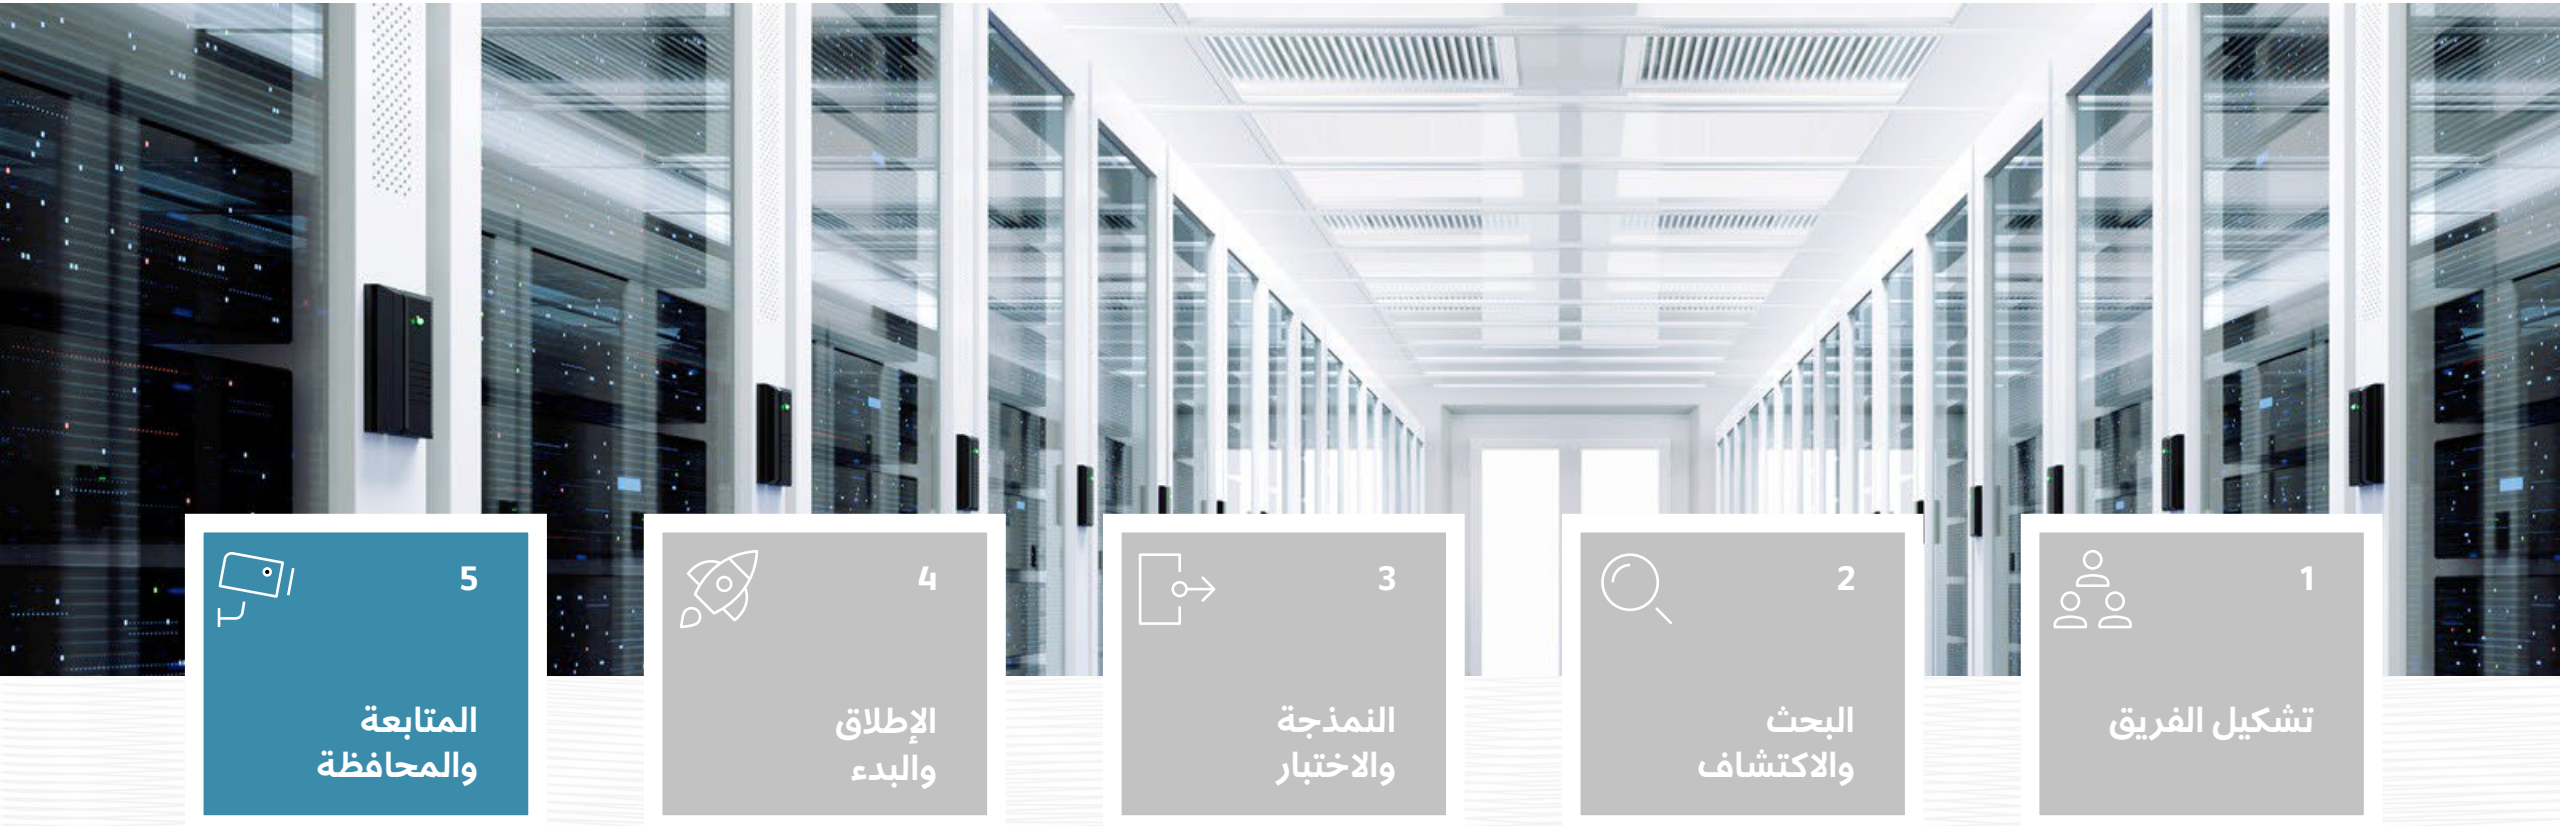 1
تشكيل الفريق
2
البحث
والاكتشاف
3
النمذجة
والاختبار
4
الإطلاق
والبدء
5
المتابعة
والمحافظة